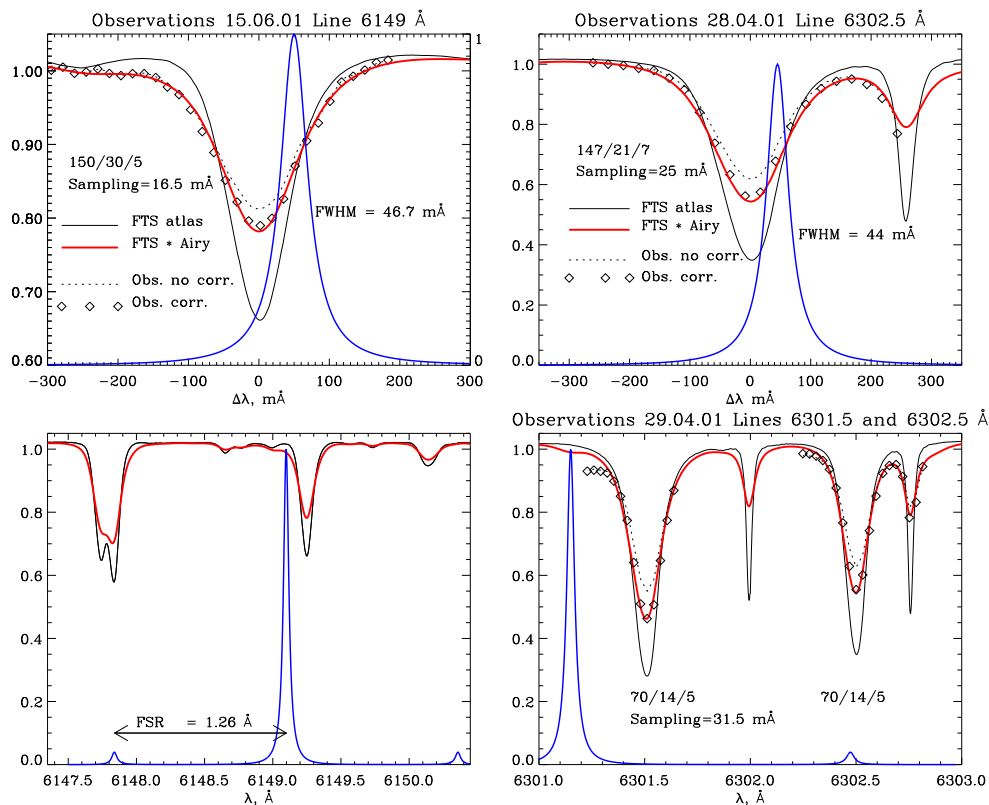 Observations 15.06.01 Line 6149 Å
1.00
0.90
0.80
0.70
0.60
1
0
150/30/5
Sampling=16.5 mÅ
FTS atlas
FTS * Airy
Obs. no corr.
Obs. corr.
FWHM = 46.7 mÅ
-300 -200 -100 0 100 200 300
Δλ, mÅ
Observations 28.04.01 Line 6302.5 Å
1.0
0.8
0.6
0.4
0.2
0.0
147/21/7
Sampling=25 mÅ
FTS atlas
FTS * Airy
Obs. no corr.
Obs. corr.
FWHM = 44 mÅ
-300 -200 -100 0 100 200 300
Δλ mÅ
1.0
0.8
0.6
0.4
0.2
0.0
FSR = 1.26 Å
6147.5 6148.0 6148.5 6149.0 6149.5 6150.0
λ, Å
Observations 29.04.01 Lines 6301.5 and 6302.5 Å
1.0
0.8
0.6
0.4
0.2
0.0
70/14/5 70/14/5
Sampling=31.5 mÅ
6301.0 6301.5 6302.0 6302.5 6303.0
λ, Å